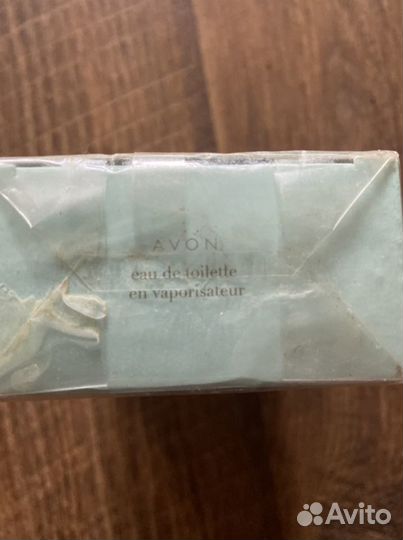 AVON
eau de toilette
en vaporisateur
Avito